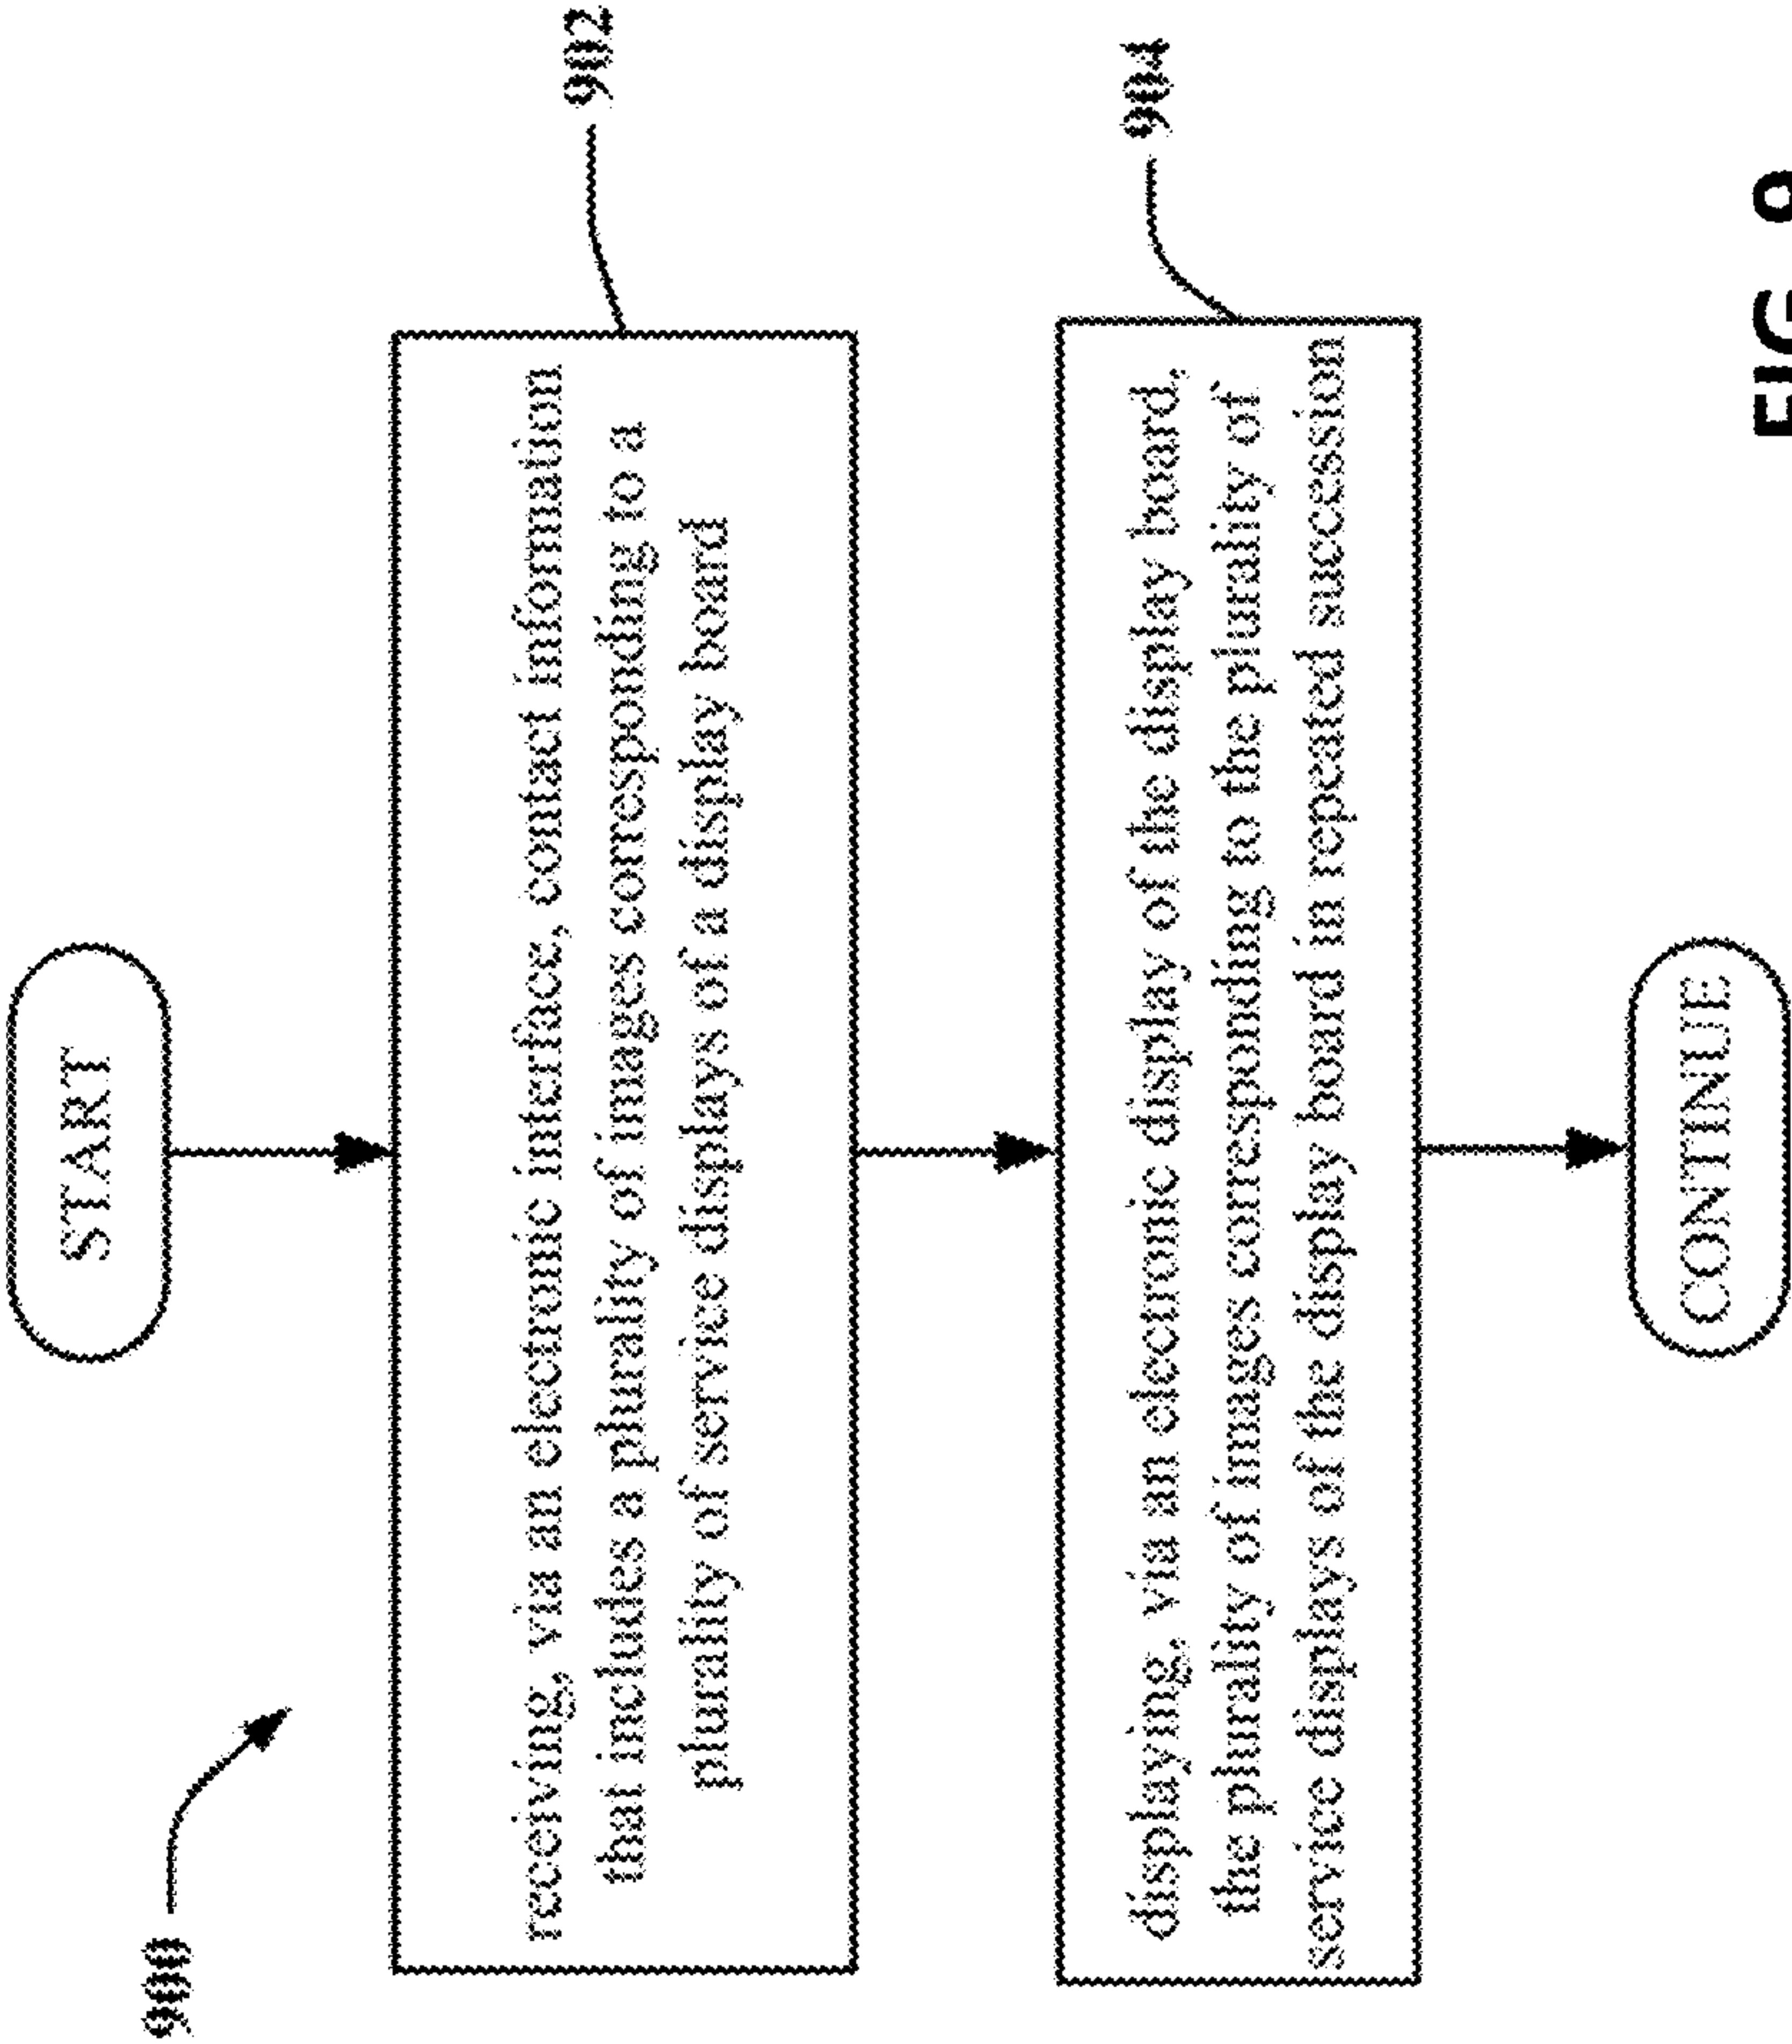 900
START
receiving, via an electronic interface, contact information
that includes a plurality of images corresponding to a
plurality of service displays of a display board
902
displaying, via an electronic display of the display board,
the plurality of images corresponding to the plurality of
service displays of the display board in repeated succession
904
CONTINUE
FIG. 9